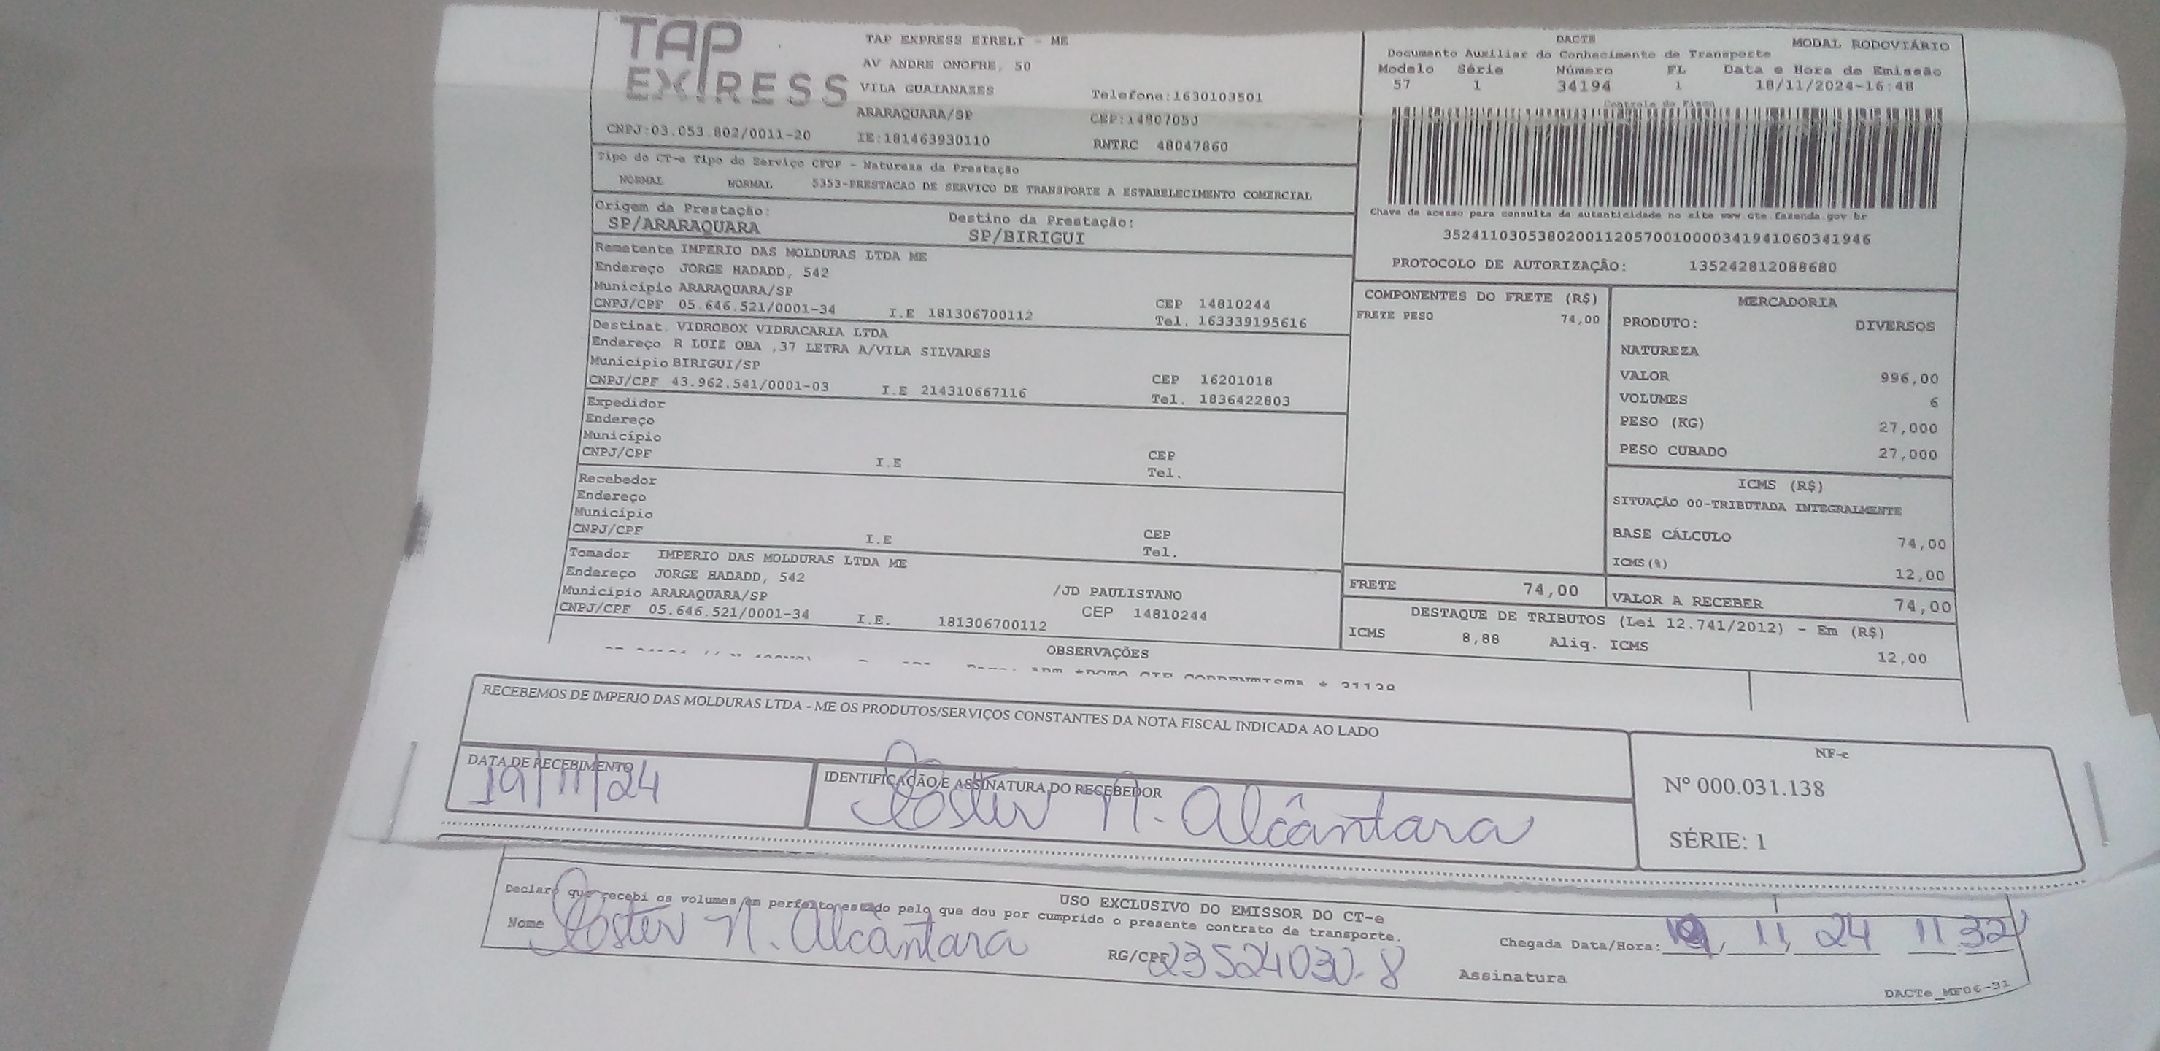 TAP EXPRESS
TAP EXPRESS EIRELI - ME
AV ANDRE ONOFRE, 50
VILA GUAIANASES
Telefone:1630103501
ARARAQUARA/SP
CEP:14807050
CNPJ:03.053.802/0011-20
IE:181463930110
RNTRC 48047860
DACTE
MODAL RODOVIÁRIO
Documento Auxiliar do Conhecimento de Transporte
Modelo Série Número FL Data e Hora de Emissão
57 1 34194 1 18/11/2024-16:48
Controle do Fisco
Chave de acesso para consulta da autanticidade no site www.cte.fazenda.gov.br
35241103053802001120570010000341941060341946
PROTOCOLO DE AUTORIZAÇÃO: 135242812088680
Tipo do CT-e Tipo do Serviço CFOP - Natureza da Prestação
NORMAL NORMAL 5353-PRESTACAO DE SERVICO DE TRANSPORTE A ESTABELECIMENTO COMERCIAL
Origem da Prestação: Destino da Prestação:
SP/ARARAQUARA SP/BIRIGUI
Remetente IMPERIO DAS MOLDURAS LTDA ME
Endereço JORGE HADADD, 542
Município ARARAQUARA/SP CEP 14810244
CNPJ/CPF 05.646.521/0001-34 I.E 181306700112 Tel. 163339195616
Destinat. VIDROBOX VIDRACARIA LTDA
Endereço R LUIZ OBA ,37 LETRA A/VILA SILVARES
Município BIRIGUI/SP CEP 16201018
CNPJ/CPF 43.962.541/0001-03 I.E 214310667116 Tel. 1836422803
Expedidor
Endereço
Município CEP
CNPJ/CPF I.E Tel.
Recebedor
Endereço
Município CEP
CNPJ/CPF I.E Tel.
Tomador IMPERIO DAS MOLDURAS LTDA ME
Endereço JORGE HADADD, 542 /JD PAULISTANO
Município ARARAQUARA/SP CEP 14810244
CNPJ/CPF 05.646.521/0001-34 I.E. 181306700112
COMPONENTES DO FRETE (R$)
FRETE PESO 74,00
FRETE 74,00
MERCADORIA
PRODUTO: DIVERSOS
NATUREZA
VALOR 996,00
VOLUMES 6
PESO (KG) 27,000
PESO CUBADO 27,000
ICMS (R$)
SITUAÇÃO 00-TRIBUTADA INTEGRALMENTE
BASE CÁLCULO 74,00
ICMS(%) 12,00
VALOR A RECEBER 74,00
DESTAQUE DE TRIBUTOS (Lei 12.741/2012) - Em (R$)
ICMS 8,88 Aliq. ICMS 12,00
OBSERVAÇÕES
RECEBEMOS DE IMPERIO DAS MOLDURAS LTDA - ME OS PRODUTOS/SERVIÇOS CONSTANTES DA NOTA FISCAL INDICADA AO LADO
NF-e
Nº 000.031.138
SÉRIE: 1
DATA DE RECEBIMENTO
19/11/24
IDENTIFICAÇÃO E ASSINATURA DO RECEBEDOR
N. Alcântara
USO EXCLUSIVO DO EMISSOR DO CT-e
Declaro que recebi os volumes em perfeito estado pelo que dou por cumprido o presente contrato de transporte.
Nome N. Alcântara
RG/CPF 23524030-8
Chegada Data/Hora: 19, 11, 24 11 32
Assinatura
DACTe_MF06-31